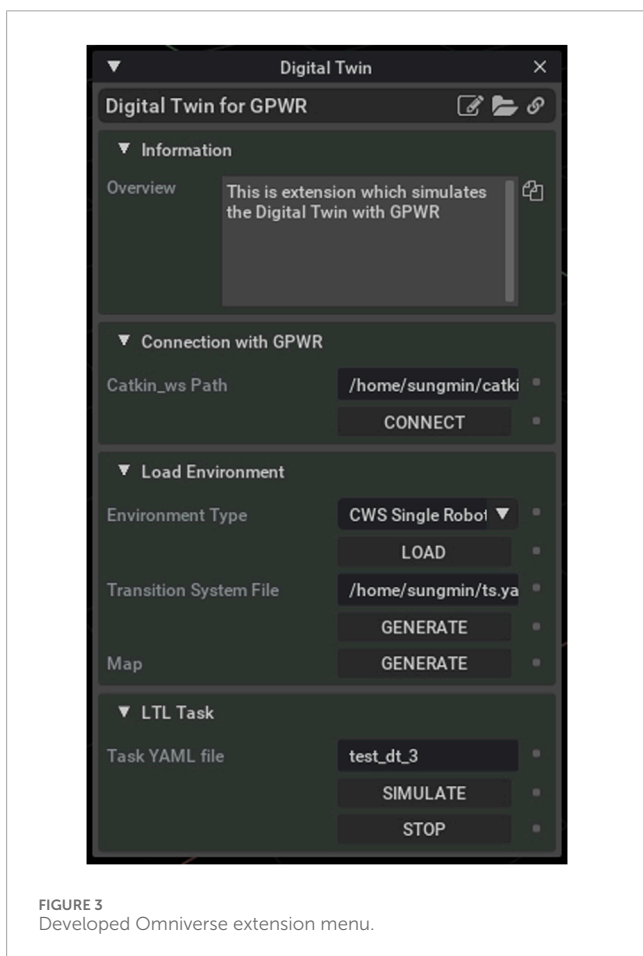 Digital Twin
Digital Twin for GPWR
Information
Overview
This is extension which simulates
the Digital Twin with GPWR
Connection with GPWR
Catkin_ws Path
/home/sungmin/catki
CONNECT
Load Environment
Environment Type
CWS Single Robot
LOAD
Transition System File
/home/sungmin/ts.ya
GENERATE
Map
GENERATE
LTL Task
Task YAML file
test_dt_3
SIMULATE
STOP
FIGURE 3
Developed Omniverse extension menu.